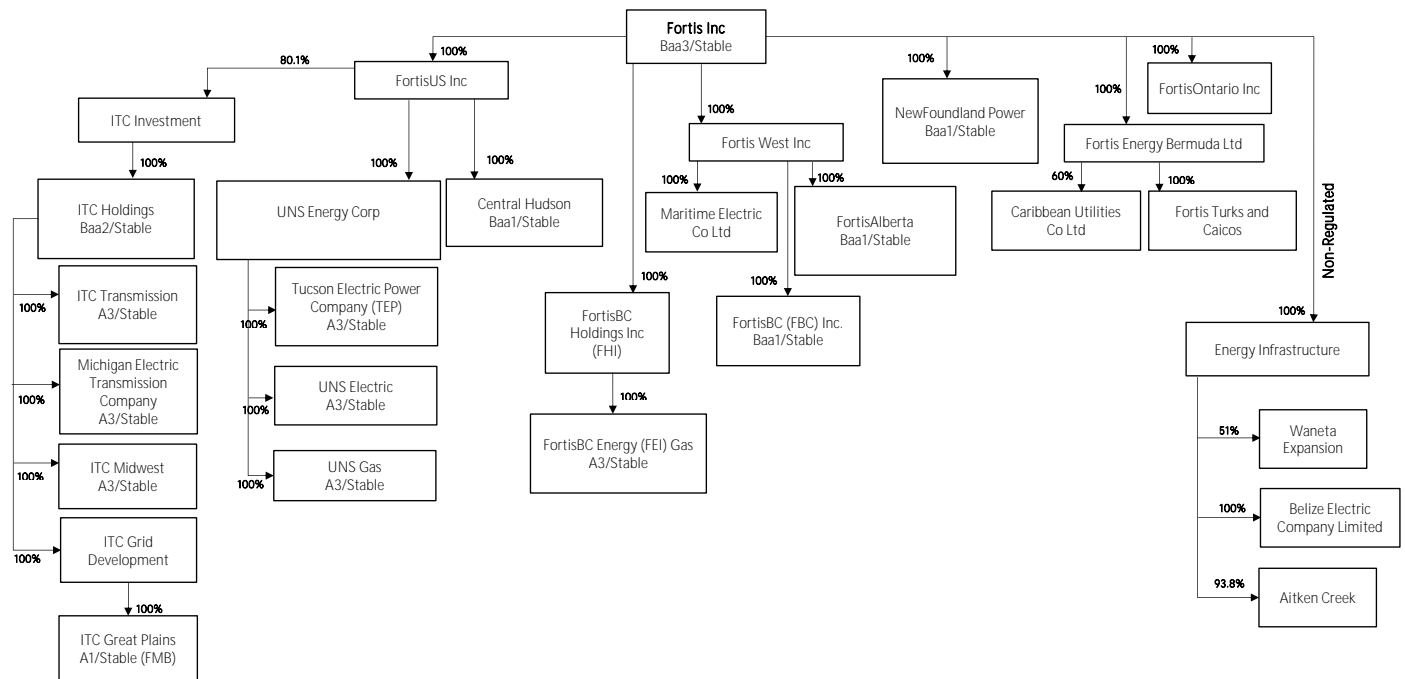 Fortis Inc
Baa3/Stable
100%
80.1%
FortisUS Inc
ITC Investment
100%
ITC Holdings
Baa2/Stable
100%
ITC Transmission
A3/Stable
100%
Michigan Electric
Transmission
Company
A3/Stable
100%
ITC Midwest
A3/Stable
100%
ITC Grid
Development
100%
ITC Great Plains
A1/Stable (FMB)
100%
UNS Energy Corp
100%
Central Hudson
Baa1/Stable
100%
Tucson Electric Power
Company (TEP)
A3/Stable
100%
UNS Electric
A3/Stable
100%
UNS Gas
A3/Stable
100%
FortisBC
Holdings Inc
(FHI)
100%
FortisBC Energy (FEI) Gas
A3/Stable
100%
Fortis West Inc
100%
Maritime Electric
Co Ltd
100%
FortisBC (FBC) Inc.
Baa1/Stable
100%
FortisAlberta
Baa1/Stable
100%
NewFoundland Power
Baa1/Stable
100%
Fortis Energy Bermuda Ltd
60%
Caribbean Utilities
Co Ltd
100%
Fortis Turks and
Caicos
100%
FortisOntario Inc
Non-Regulated
100%
Energy Infrastructure
51%
Waneta
Expansion
100%
Belize Electric
Company Limited
93.8%
Aitken Creek